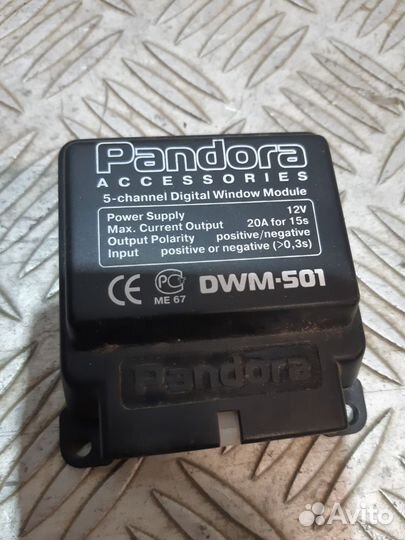 Pandora
ACCESSORIES
5-channel Digital Window Module
Power Supply 12V
Max. Current Output 20A for 15s
Output Polarity positive/negative
Input positive or negative (>0,3s)
CE PC DWM-501
ME 67
Pandora
Avito